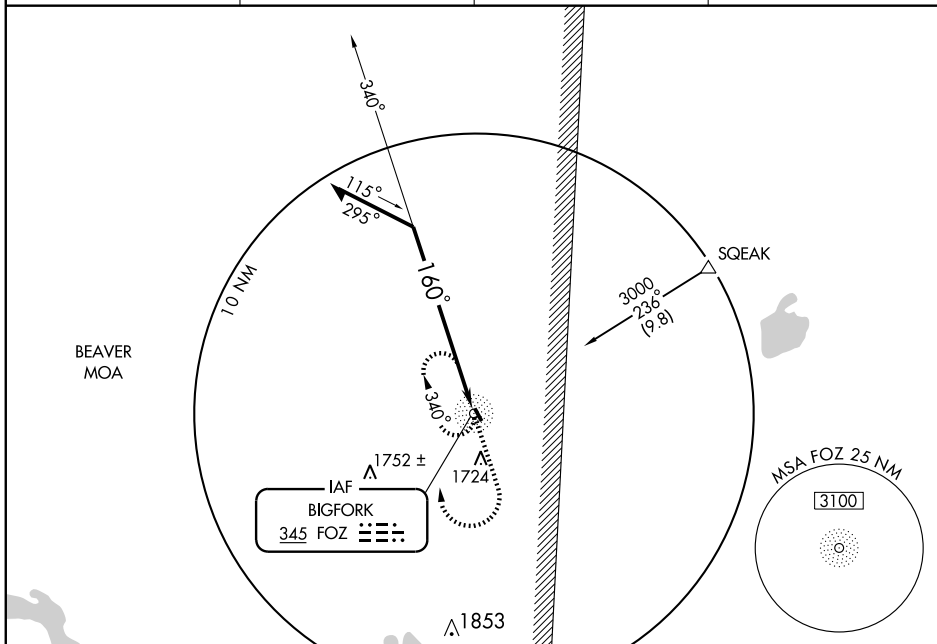 340°
115°
295°
160°
10 NM
SQEAK
3000
236°
(9.8)
BEAVER
MOA
340°
1752 ±
1724
IAF
BIGFORK
345 FOZ
MSA FOZ 25 NM
3100
1853